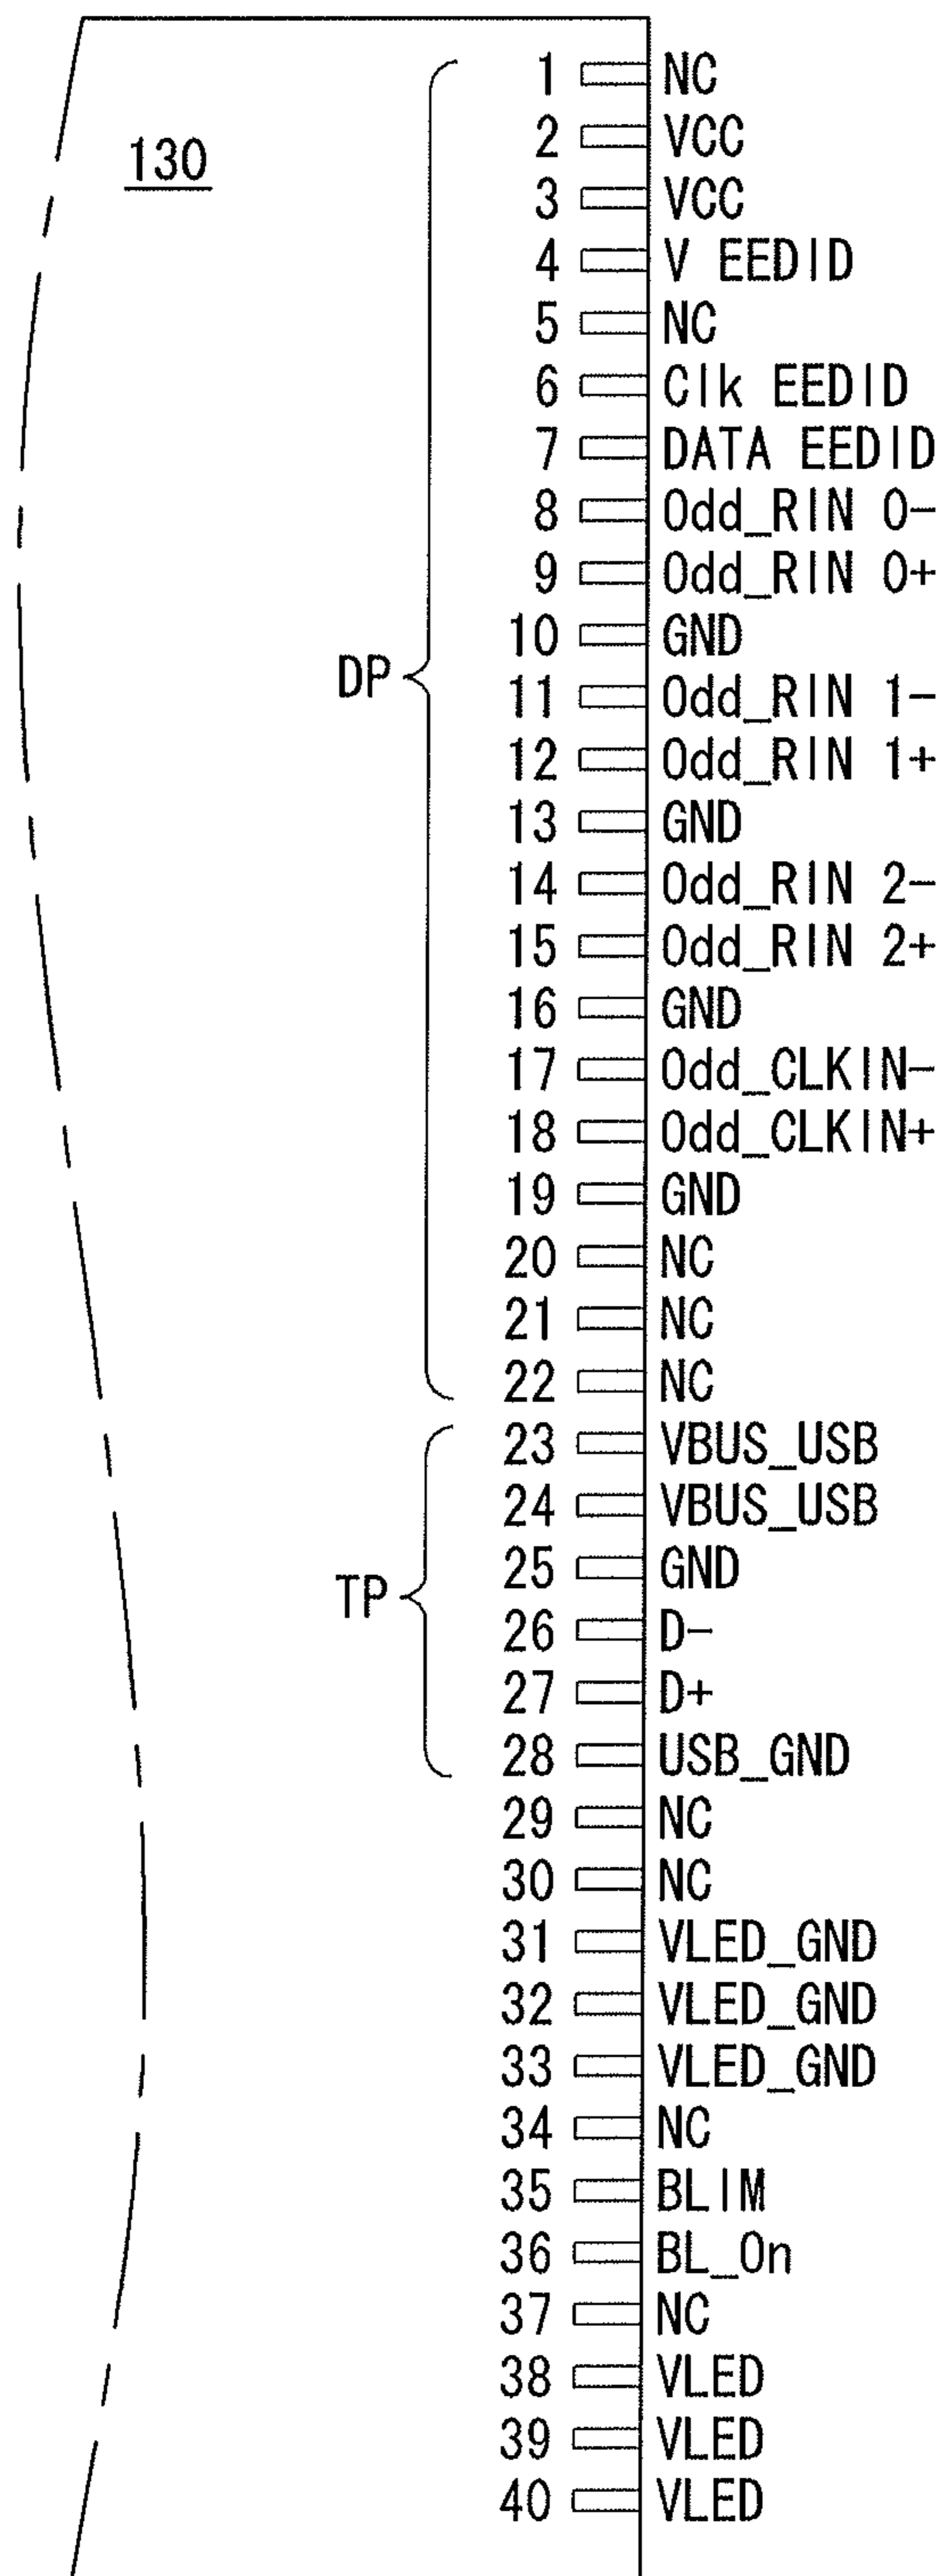 130
DP
TP
1 NC
2 VCC
3 VCC
4 V EEDID
5 NC
6 Clk EEDID
7 DATA EEDID
8 Odd_RIN 0-
9 Odd_RIN 0+
10 GND
11 Odd_RIN 1-
12 Odd_RIN 1+
13 GND
14 Odd_RIN 2-
15 Odd_RIN 2+
16 GND
17 Odd_CLKIN-
18 Odd_CLKIN+
19 GND
20 NC
21 NC
22 NC
23 VBUS_USB
24 VBUS_USB
25 GND
26 D-
27 D+
28 USB_GND
29 NC
30 NC
31 VLED_GND
32 VLED_GND
33 VLED_GND
34 NC
35 BLIM
36 BL_On
37 NC
38 VLED
39 VLED
40 VLED